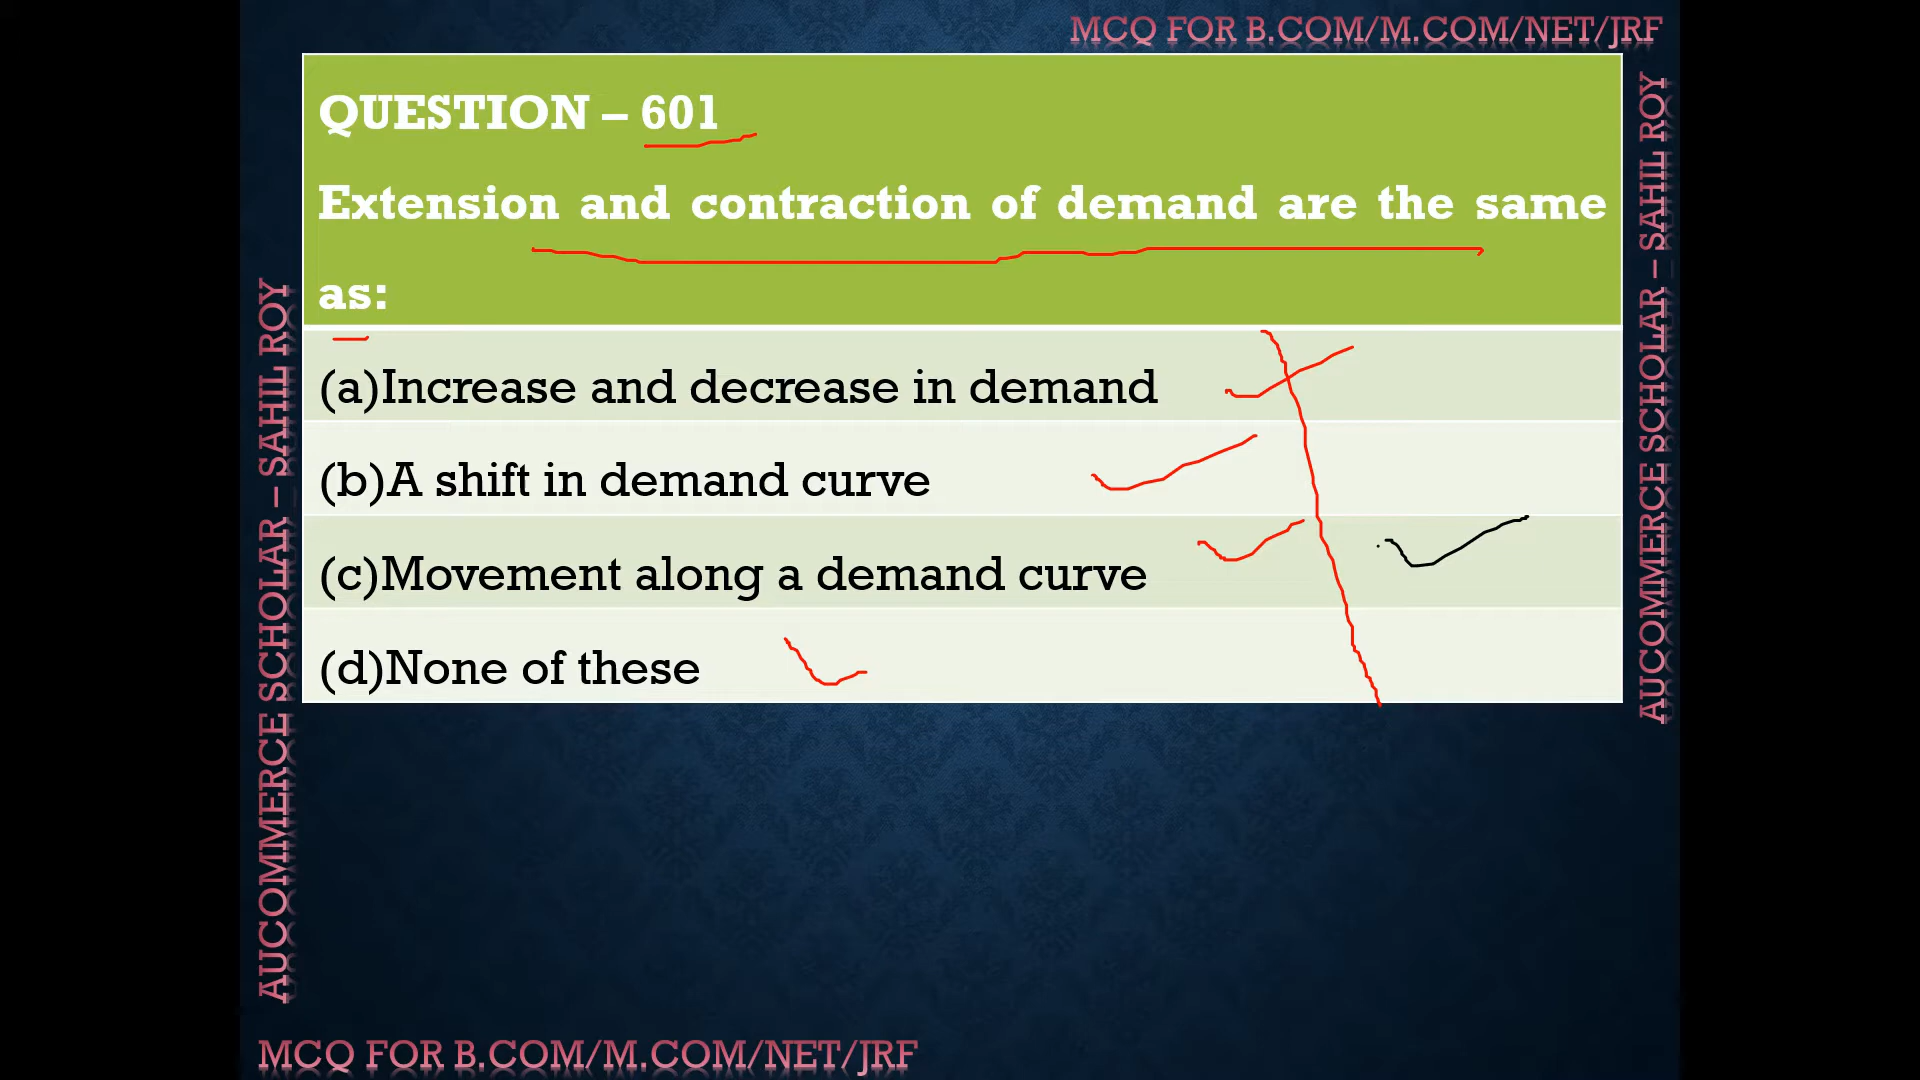 MCQ FOR B.COM/M.COM/NET/JRF
QUESTION – 601
Extension and contraction of demand are the same
as:
(a)Increase and decrease in demand
(b)A shift in demand curve
(c)Movement along a demand curve
(d)None of these
AUCOMMERCE SCHOLAR – SAHIL ROY
AUCOMMERCE SCHOLAR – SAHIL ROY
MCQ FOR B.COM/M.COM/NET/JRF